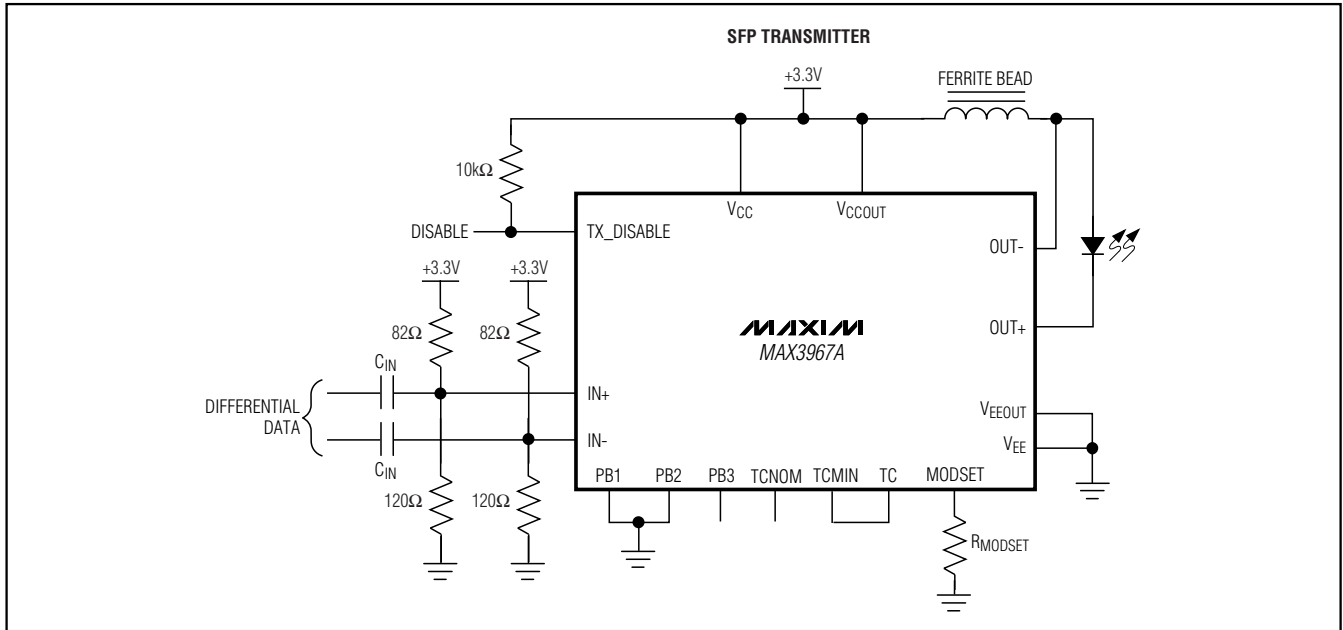 SFP TRANSMITTER
+3.3V
FERRITE BEAD
10kΩ
VCC
VCCOUT
DISABLE
TX_DISABLE
OUT-
+3.3V
+3.3V
82Ω
82Ω
MAXIM
MAX3967A
OUT+
CIN
DIFFERENTIAL
DATA
IN+
IN-
CIN
VEEOUT
VEE
PB1
PB2
PB3
TCNOM
TCMIN
TC
MODSET
120Ω
120Ω
RMODSET